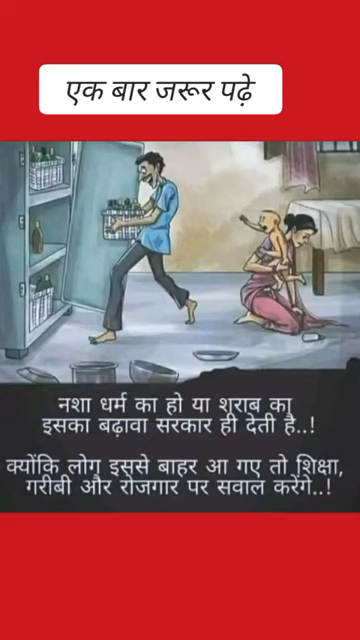 एक बार जरूर पढ़े
नशा धर्म का हो या शराब का
इसका बढ़ावा सरकार ही देती है..!
क्योंकि लोग इससे बाहर आ गए तो शिक्षा,
गरीबी और रोजगार पर सवाल करेंगे..!